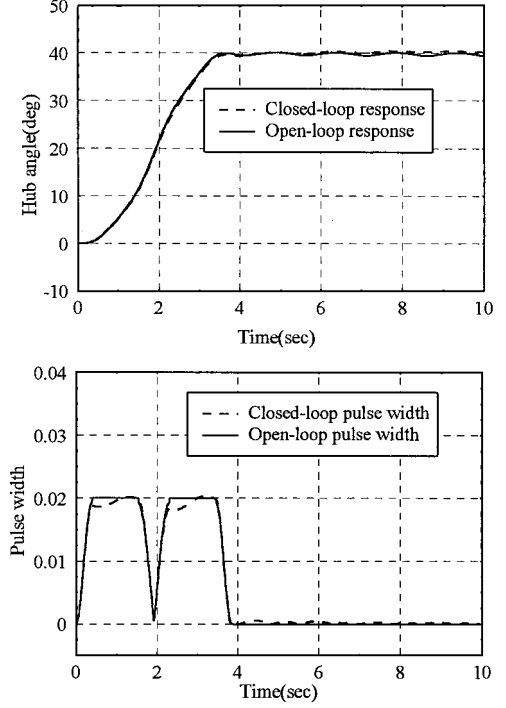 50
40
30
20
10
0
-10
Hub angle(deg)
Closed-loop response
Open-loop response
0 2 4 6 8 10
Time(sec)
0.04
0.03
0.02
0.01
0
Pulse width
Closed-loop pulse width
Open-loop pulse width
0 2 4 6 8 10
Time(sec)